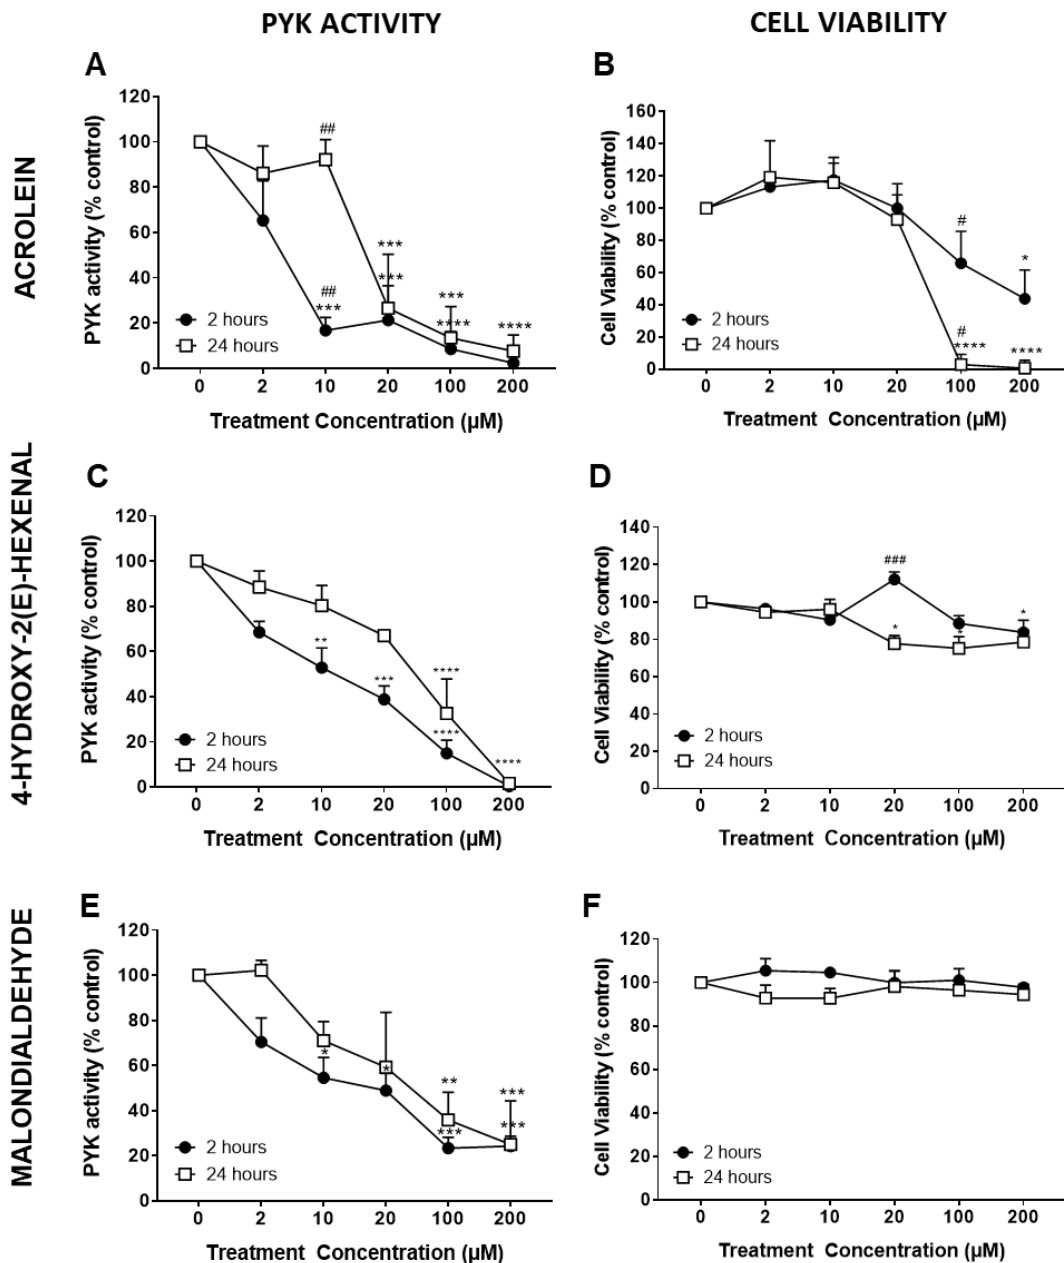 PYK ACTIVITY
CELL VIABILITY
ACROLEIN
A
PYK activity (% control)
120
100
80
60
40
20
0
##
##
***
***
***
***
****
****
2 hours
24 hours
0 2 10 20 100 200
Treatment Concentration (µM)
B
Cell Viability (% control)
160
140
120
100
80
60
40
20
0
#
*
#
****
****
2 hours
24 hours
0 2 10 20 100 200
Treatment Concentration (µM)
4-HYDROXY-2(E)-HEXENAL
C
PYK activity (% control)
120
100
80
60
40
20
0
**
***
****
****
****
2 hours
24 hours
0 2 10 20 100 200
Treatment Concentration (µM)
D
Cell Viability (% control)
140
120
100
80
60
40
20
0
###
*
*
*
2 hours
24 hours
0 2 10 20 100 200
Treatment Concentration (µM)
MALONDIALDEHYDE
E
PYK activity (% control)
120
100
80
60
40
20
0
*
*
**
***
***
***
2 hours
24 hours
0 2 10 20 100 200
Treatment Concentration (µM)
F
Cell Viability (% control)
120
100
80
60
40
20
0
2 hours
24 hours
0 2 10 20 100 200
Treatment Concentration (µM)